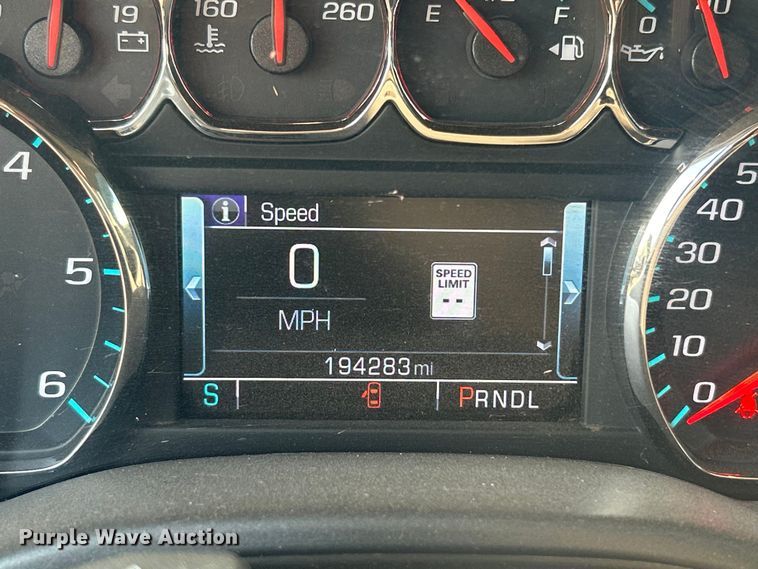 19 160 260 E F 0 40
4 5 6
Speed
0
MPH
SPEED
LIMIT
--
194283 mi
S PRNDL
50
40
30
20
10
0
Purple Wave Auction